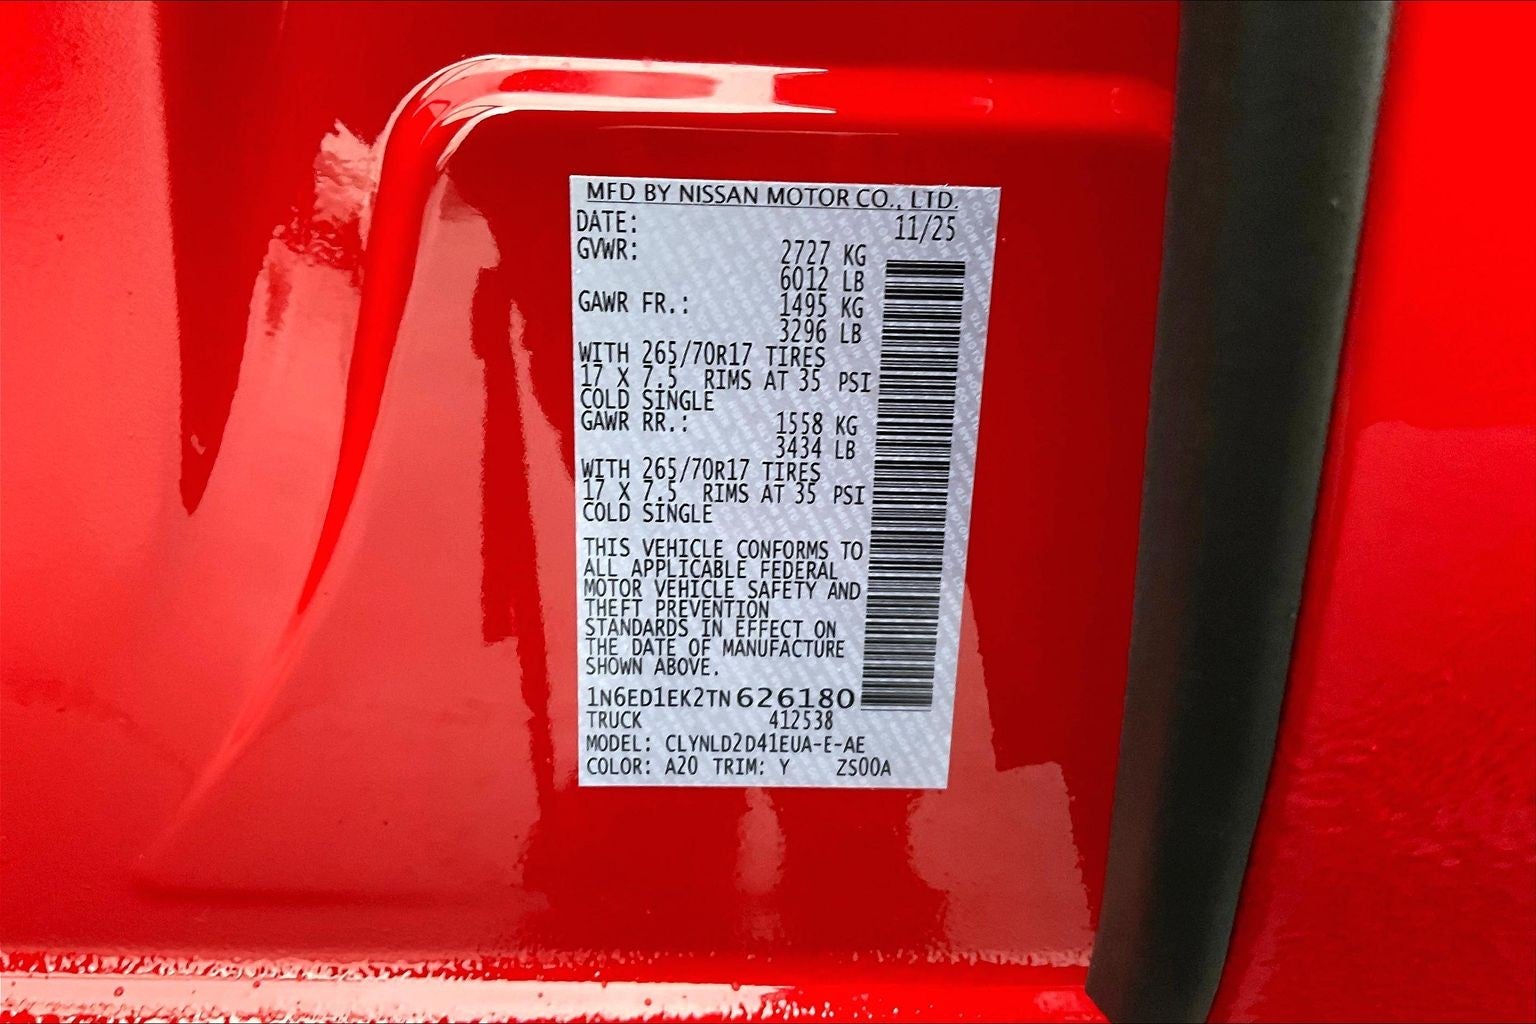 MFD BY NISSAN MOTOR CO., LTD.
DATE: 11/25
GVWR: 2727 KG
6012 LB
GAWR FR.: 1495 KG
3296 LB
WITH 265/70R17 TIRES
17 X 7.5 RIMS AT 35 PSI
COLD SINGLE
GAWR RR.: 1558 KG
3434 LB
WITH 265/70R17 TIRES
17 X 7.5 RIMS AT 35 PSI
COLD SINGLE
THIS VEHICLE CONFORMS TO
ALL APPLICABLE FEDERAL
MOTOR VEHICLE SAFETY AND
THEFT PREVENTION
STANDARDS IN EFFECT ON
THE DATE OF MANUFACTURE
SHOWN ABOVE.
1N6ED1EK2TN626180
TRUCK 412538
MODEL: CLYNLD2D41EUA-E-AE
COLOR: A20 TRIM: Y ZS00A